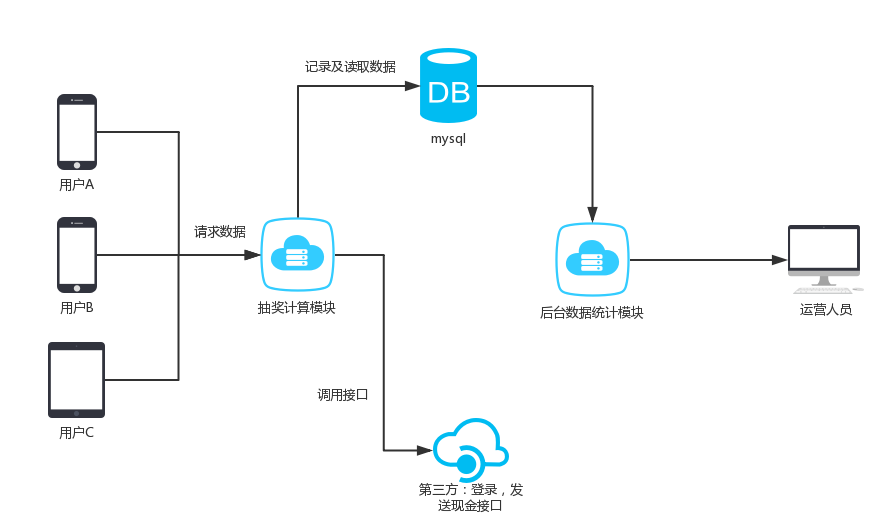 记录及读取数据
DB
mysql
用户A
请求数据
用户B
抽奖计算模块
后台数据统计模块
运营人员
调用接口
用户C
第三方：登录，发
送现金接口